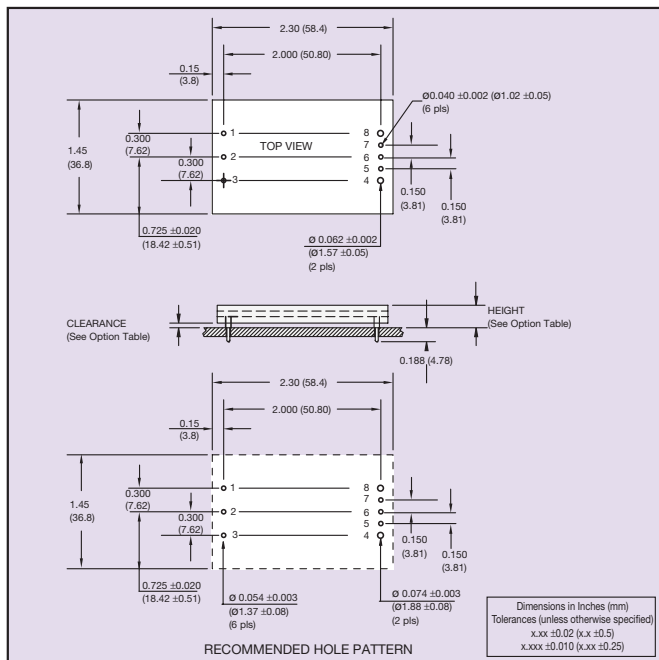 2.30 (58.4)
2.000 (50.80)
0.15
(3.8)
Ø0.040 ±0.002 (Ø1.02 ±0.05)
(6 pls)
1.45
(36.8)
0.300
(7.62)
0.300
(7.62)
1
2
3
TOP VIEW
8
7
6
5
4
0.150
(3.81)
0.150
(3.81)
0.725 ±0.020
(18.42 ±0.51)
Ø 0.062 ±0.002
(Ø1.57 ±0.05)
(2 pls)
CLEARANCE
(See Option Table)
HEIGHT
(See Option Table)
0.188 (4.78)
2.30 (58.4)
2.000 (50.80)
0.15
(3.8)
1.45
(36.8)
0.300
(7.62)
0.300
(7.62)
1
2
3
8
7
6
5
4
0.150
(3.81)
0.150
(3.81)
0.725 ±0.020
(18.42 ±0.51)
Ø 0.054 ±0.003
(Ø1.37 ±0.08)
(6 pls)
Ø 0.074 ±0.003
(Ø1.88 ±0.08)
(2 pls)
RECOMMENDED HOLE PATTERN
Dimensions in Inches (mm)
Tolerances (unless otherwise specified)
x.xx ±0.02 (x.x ±0.5)
x.xxx ±0.010 (x.xx ±0.25)